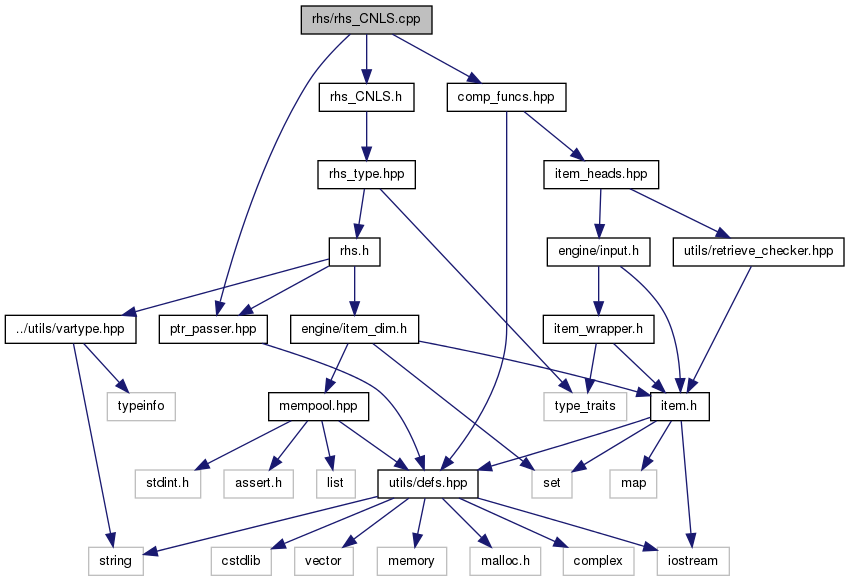 rhs/rhs_CNLS.cpp
rhs_CNLS.h
comp_funcs.hpp
rhs_type.hpp
item_heads.hpp
rhs.h
engine/input.h
utils/retrieve_checker.hpp
../utils/vartype.hpp
ptr_passer.hpp
engine/item_dim.h
item_wrapper.h
typeinfo
mempool.hpp
type_traits
item.h
stdint.h
assert.h
list
utils/defs.hpp
set
map
string
cstdlib
vector
memory
malloc.h
complex
iostream